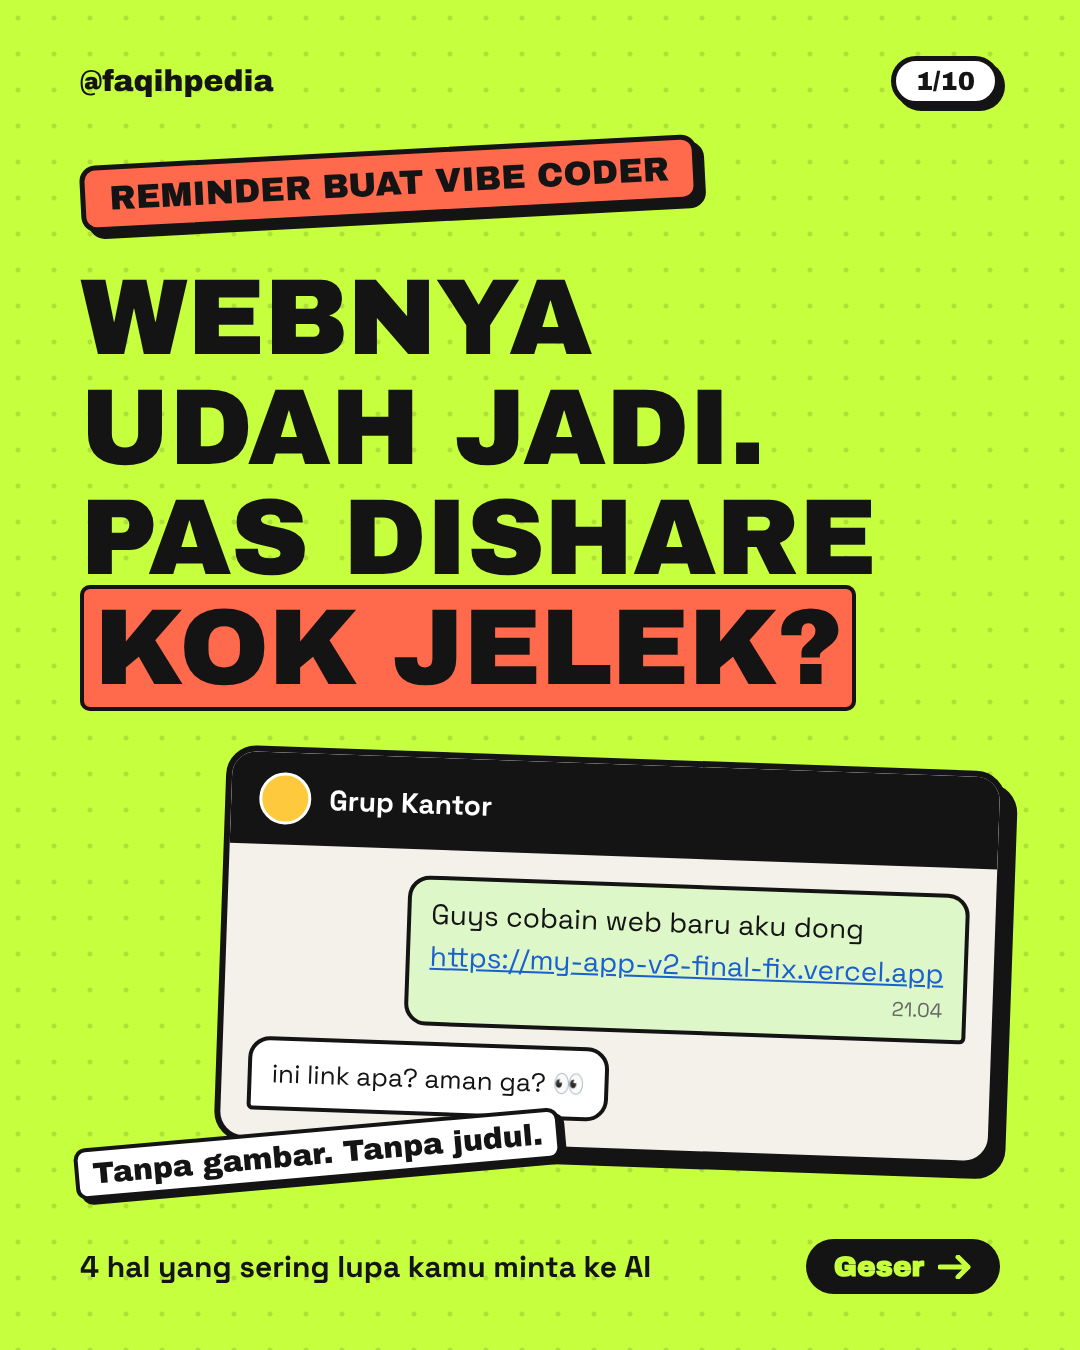 @faqihpedia
1/10
REMINDER BUAT VIBE CODER
WEBNYA
UDAH JADI.
PAS DISHARE
KOK JELEK?
Grup Kantor
Guys cobain web baru aku dong
https://my-app-v2-final-fix.vercel.app
21.04
ini link apa? aman ga? 👀
Tanpa gambar. Tanpa judul.
4 hal yang sering lupa kamu minta ke AI
Geser →